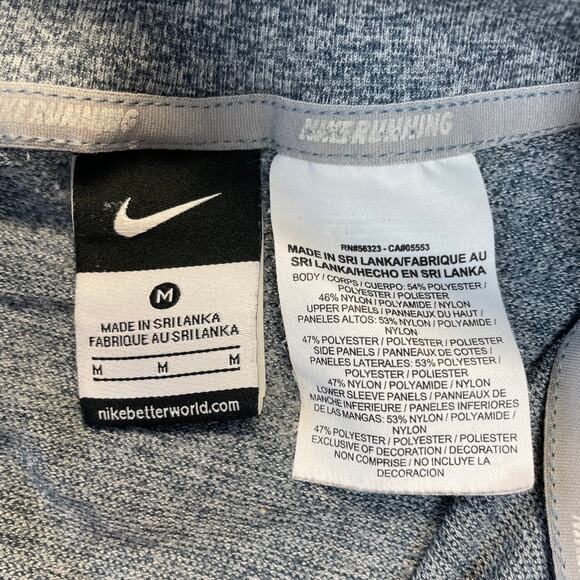 RUNNING
NIKE RUNNING
M
MADE IN SRI LANKA
FABRIQUE AU SRI LANKA
M M M
nikebetterworld.com
RN#56323 - CA#05553
MADE IN SRI LANKA/FABRIQUE AU
SRI LANKA/HECHO EN SRI LANKA
BODY / CORPS / CUERPO: 54% POLYESTER /
POLYESTER / POLIESTER
46% NYLON / POLYAMIDE / NYLON
UPPER PANELS / PANNEAUX DU HAUT /
PANELES ALTOS: 53% NYLON / POLYAMIDE /
NYLON
47% POLYESTER / POLYESTER / POLIESTER
SIDE PANELS / PANNEAUX DE COTES /
PANELES LATERALES: 53% POLYESTER /
POLYESTER / POLIESTER
47% NYLON / POLYAMIDE / NYLON
LOWER SLEEVE PANELS / PANNEAUX DE
MANCHE INFERIEURE / PANELES INFERIORES
DE LAS MANGAS: 53% NYLON / POLYAMIDE /
NYLON
47% POLYESTER / POLYESTER / POLIESTER
EXCLUSIVE OF DECORATION / DECORATION
NON COMPRISE / NO INCLUYE LA
DECORACION